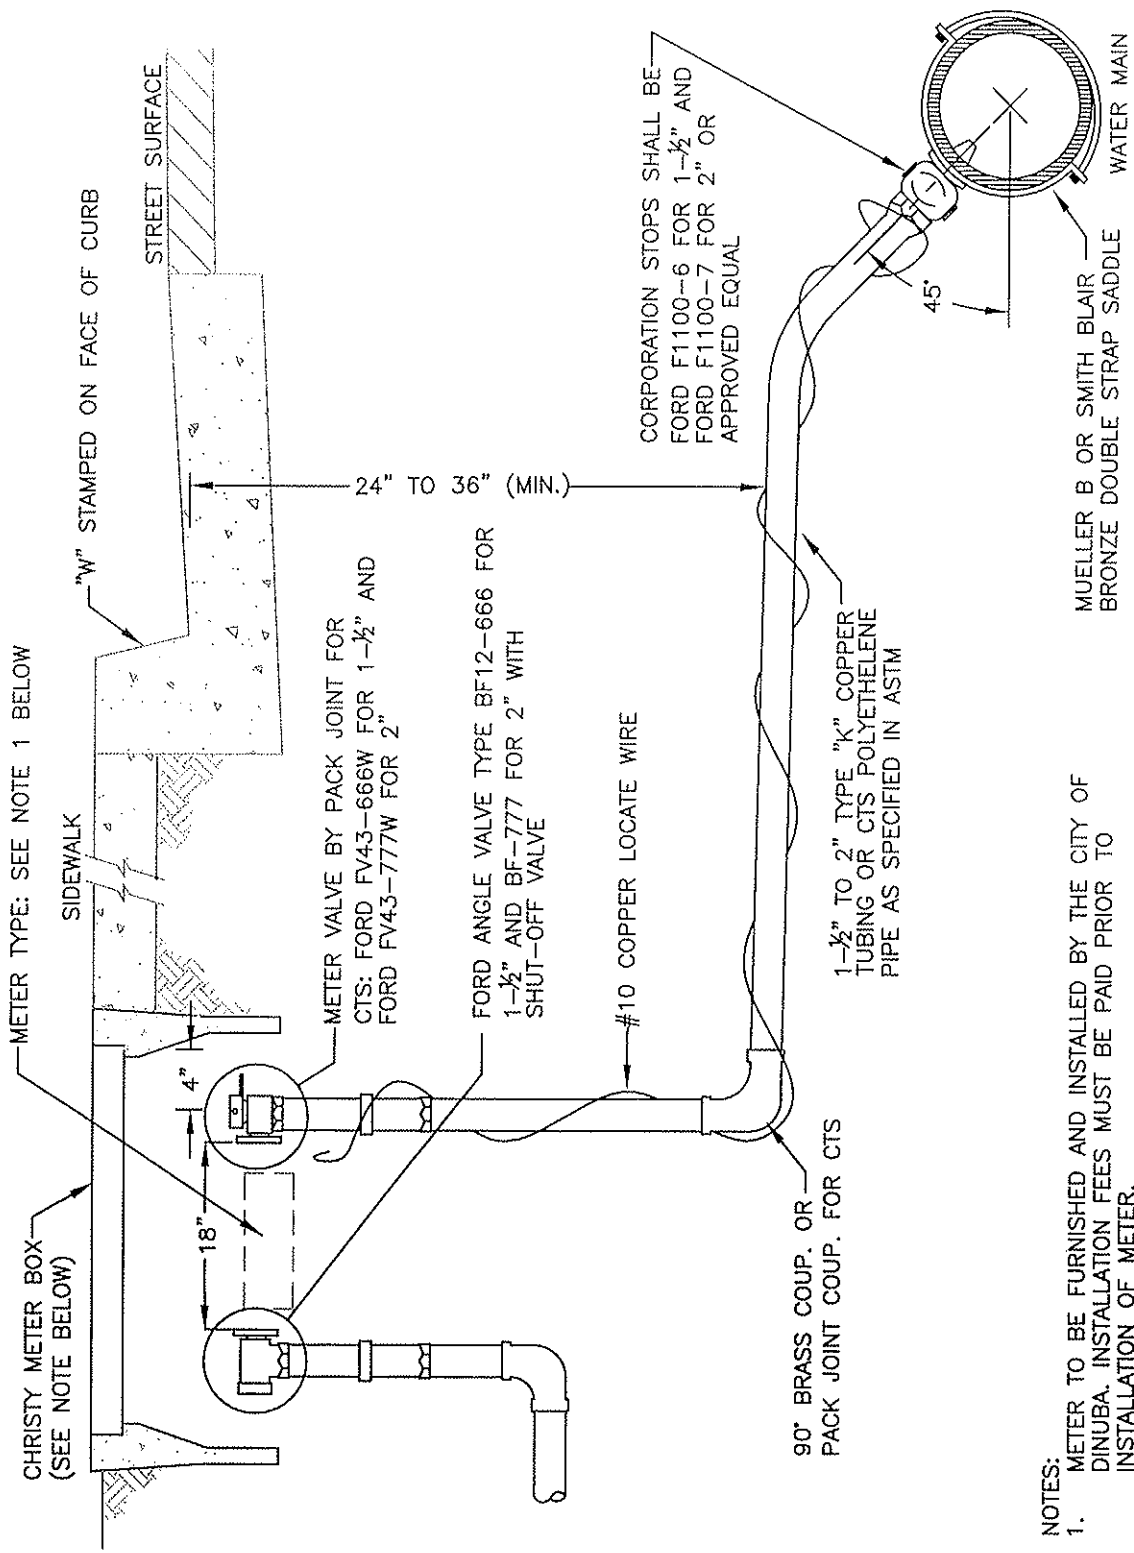 CHRISTY METER BOX
(SEE NOTE BELOW)
METER TYPE: SEE NOTE 1 BELOW
SIDEWALK
"W" STAMPED ON FACE OF CURB
STREET SURFACE
4"
18"
METER VALVE BY PACK JOINT FOR
CTS: FORD FV43-666W FOR 1-½" AND
FORD FV43-777W FOR 2"
FORD ANGLE VALVE TYPE BF12-666 FOR
1-½" AND BF-777 FOR 2" WITH
SHUT-OFF VALVE
24" TO 36" (MIN.)
#10 COPPER LOCATE WIRE
CORPORATION STOPS SHALL BE
FORD F1100-6 FOR 1-½" AND
FORD F1100-7 FOR 2" OR
APPROVED EQUAL
90° BRASS COUP. OR
PACK JOINT COUP. FOR CTS
1-½" TO 2" TYPE "K" COPPER
TUBING OR CTS POLYETHELENE
PIPE AS SPECIFIED IN ASTM
45°
MUELLER B OR SMITH BLAIR
BRONZE DOUBLE STRAP SADDLE
WATER MAIN
NOTES:
1. METER TO BE FURNISHED AND INSTALLED BY THE CITY OF
DINUBA. INSTALLATION FEES MUST BE PAID PRIOR TO
INSTALLATION OF METER.